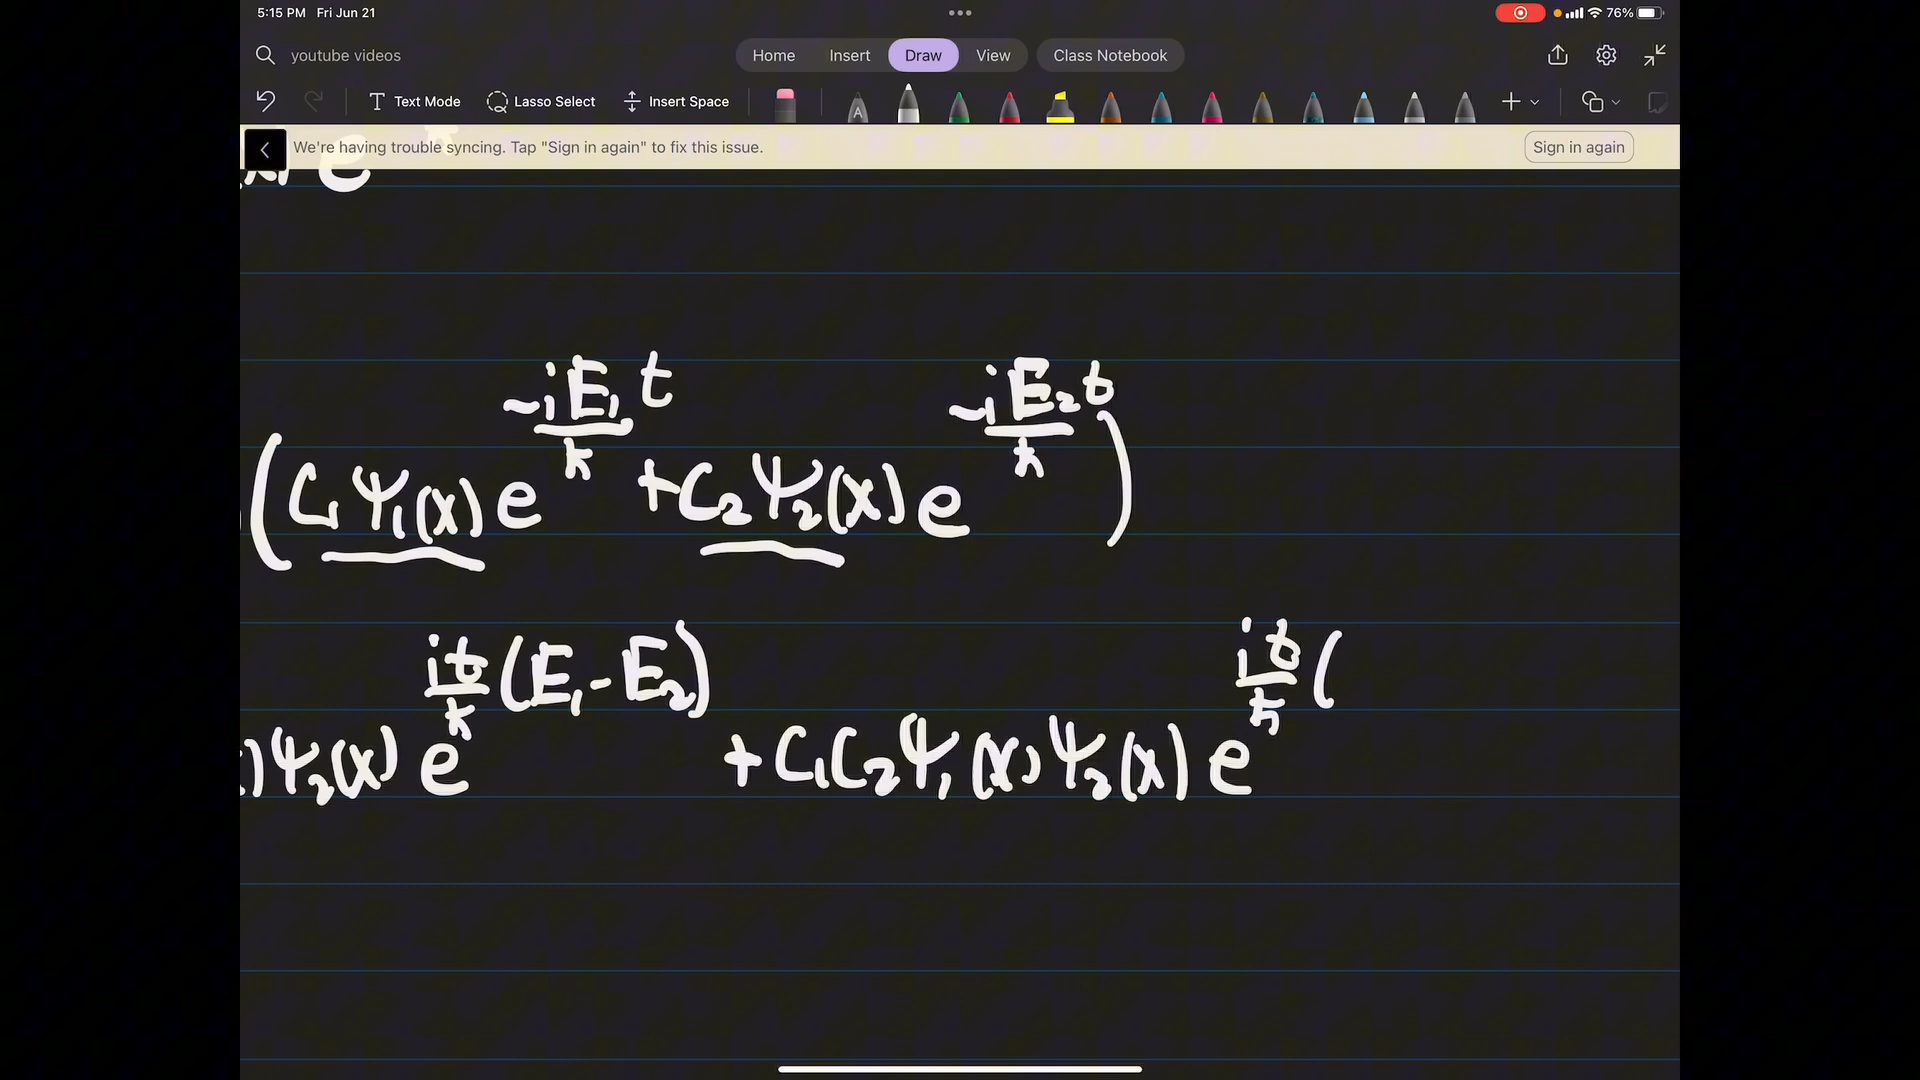 5:15 PM Fri Jun 21
76%
youtube videos
Home Insert Draw View Class Notebook
Text Mode Lasso Select Insert Space A
We're having trouble syncing. Tap "Sign in again" to fix this issue. Sign in again
e
(C₁Ψ₁(x)e^(-iE₁t/ħ) + C₂Ψ₂(x)e^(-iE₂t/ħ))
)Ψ₂(x)e^(it/ħ(E₁-E₂)) + C₁C₂Ψ₁(x)Ψ₂(x)e^(it/ħ(